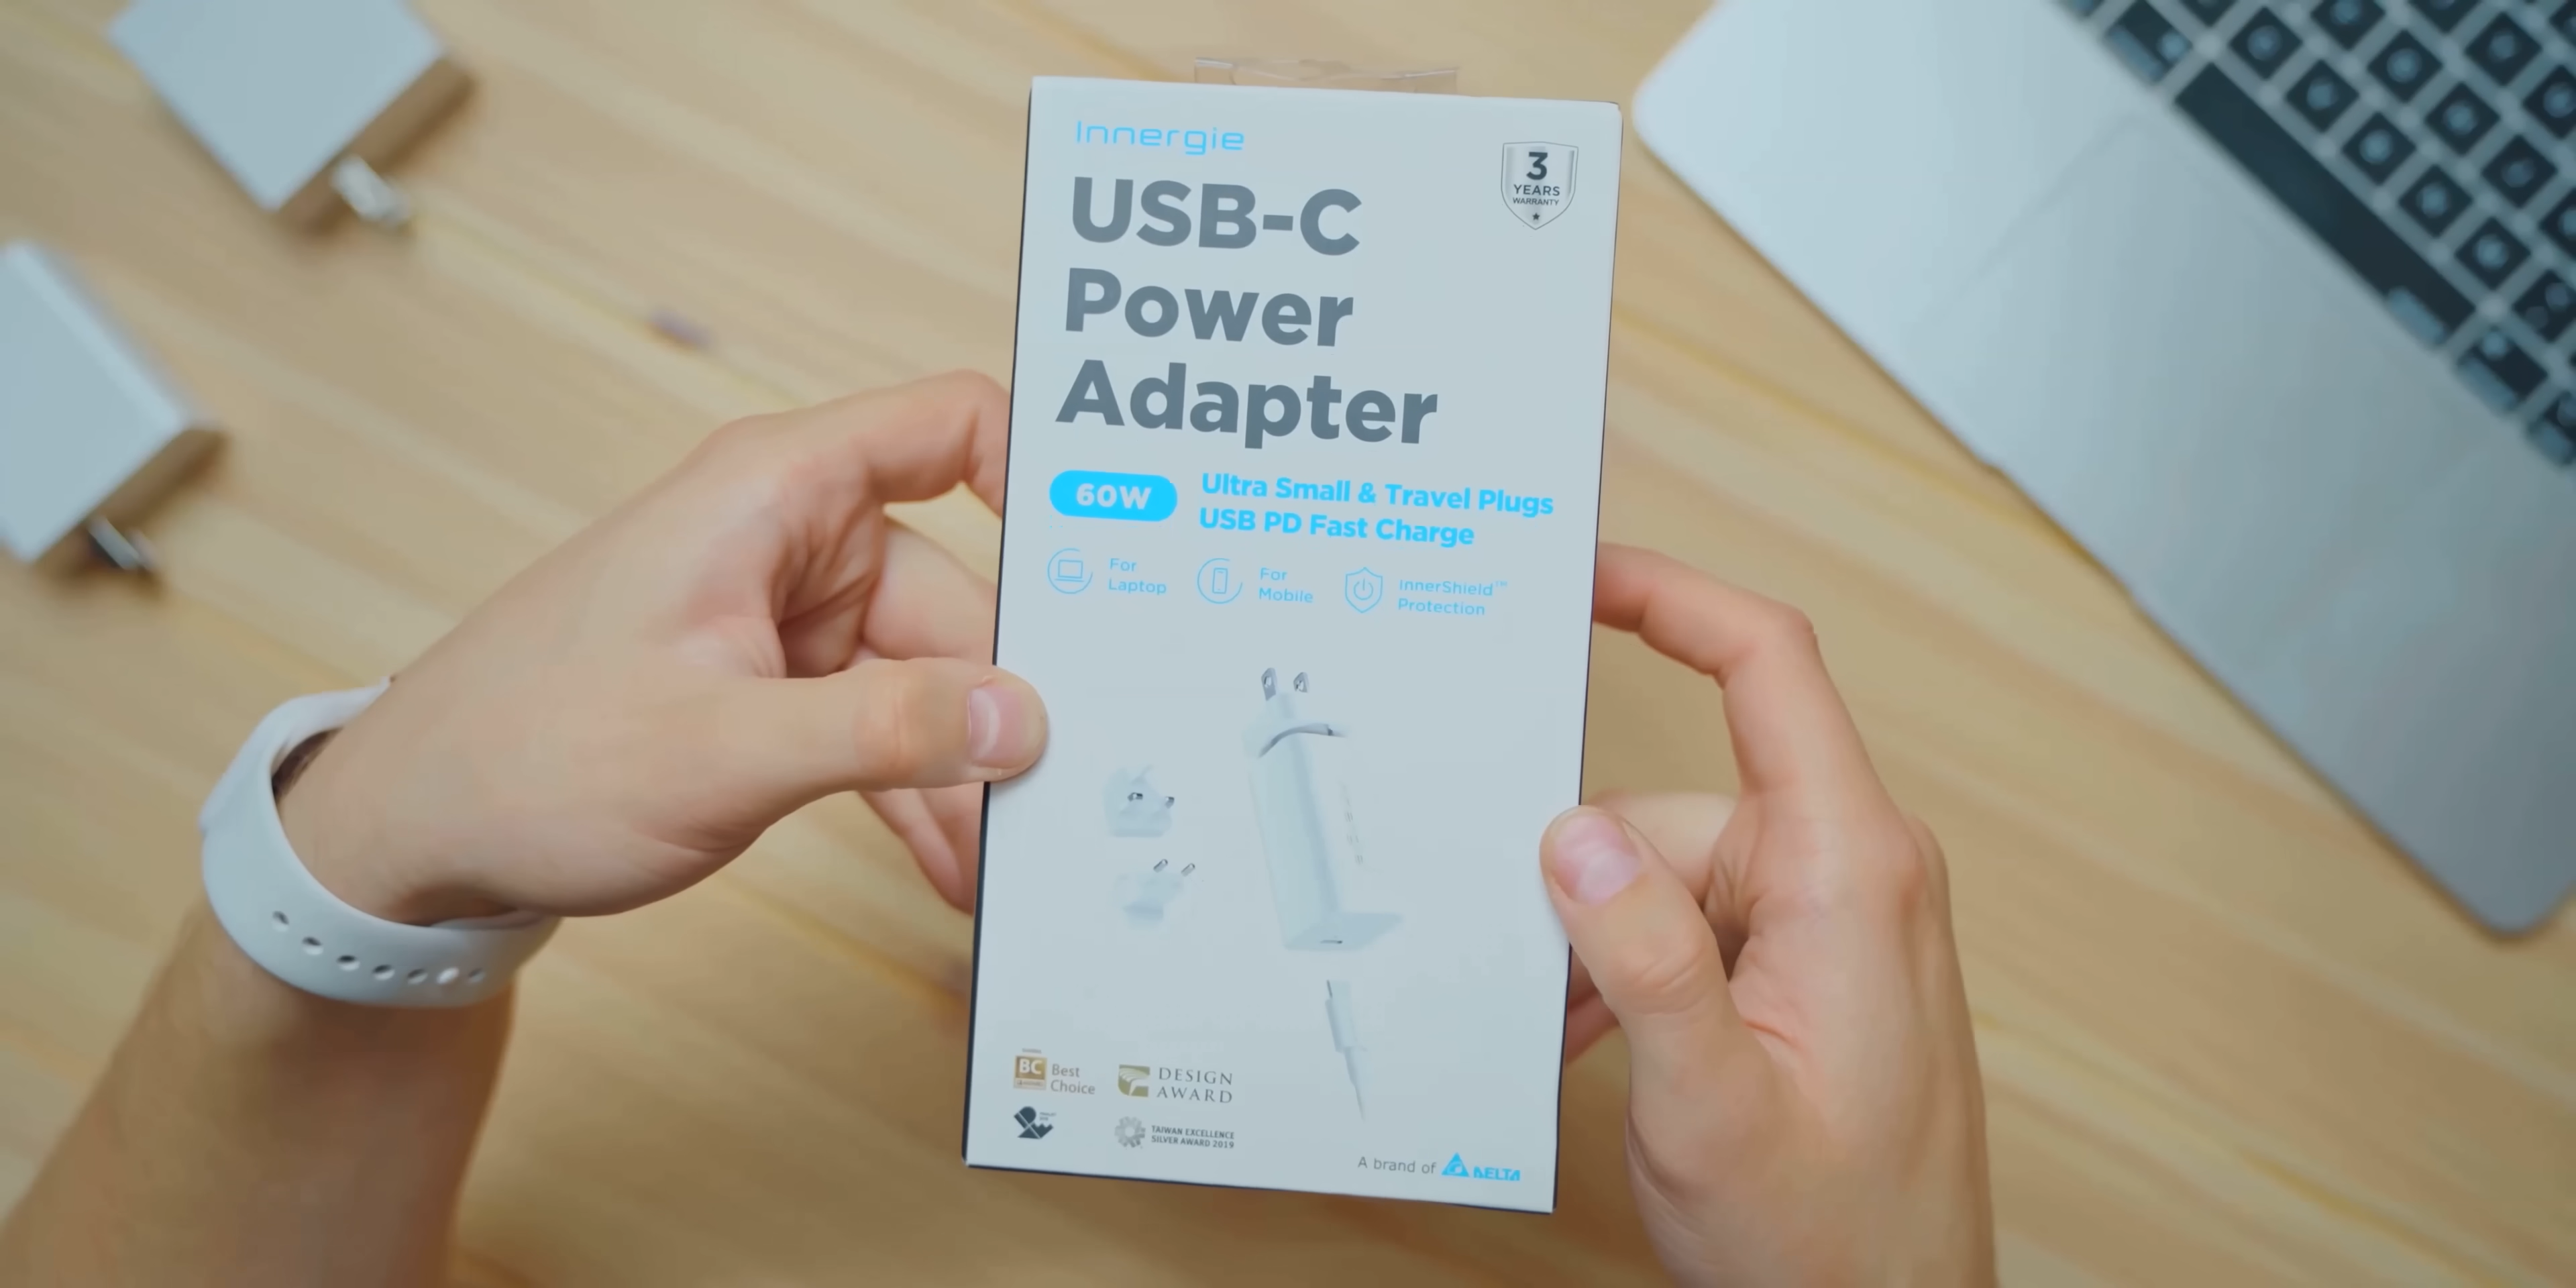 Innergie
3
YEARS
WARRANTY
USB-C
Power
Adapter
60W
Ultra Small & Travel Plugs
USB PD Fast Charge
For
Laptop
For
Mobile
InnerShield™
Protection
BC
Best
Choice
DESIGN
AWARD
TAIWAN EXCELLENCE
SILVER AWARD 2019
A brand of DELTA